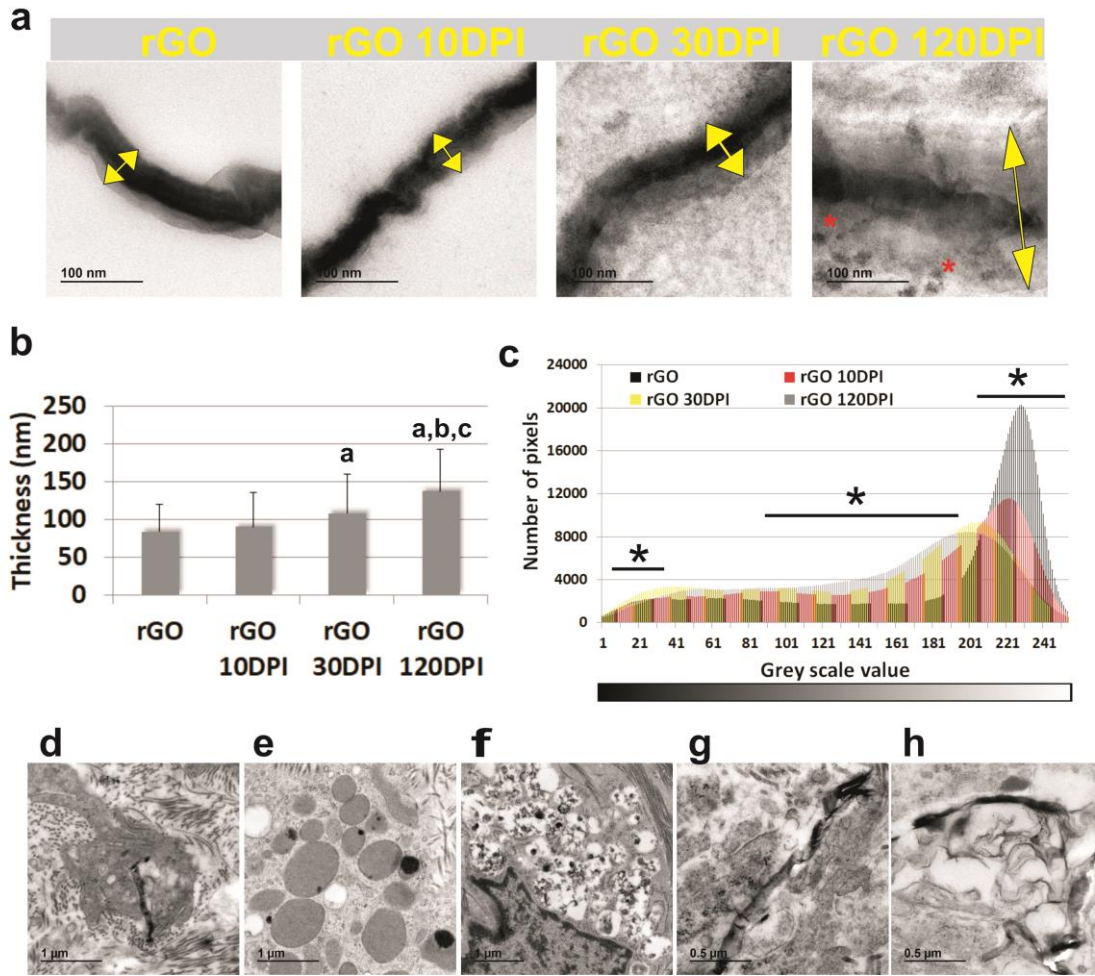 a
rGO rGO 10DPI rGO 30DPI rGO 120DPI
* *
100 nm 100 nm 100 nm 100 nm
b
Thickness (nm)
250
200
150
100
50
0
a a,b,c
rGO rGO rGO rGO
10DPI 30DPI 120DPI
c
Number of pixels
24000
20000
16000
12000
8000
4000
0
rGO rGO 10DPI
rGO 30DPI rGO 120DPI
* * *
1 21 41 61 81 101 121 141 161 181 201 221 241
Grey scale value
d e f g h
1 µm 1 µm 1 µm 0.5 µm 0.5 µm